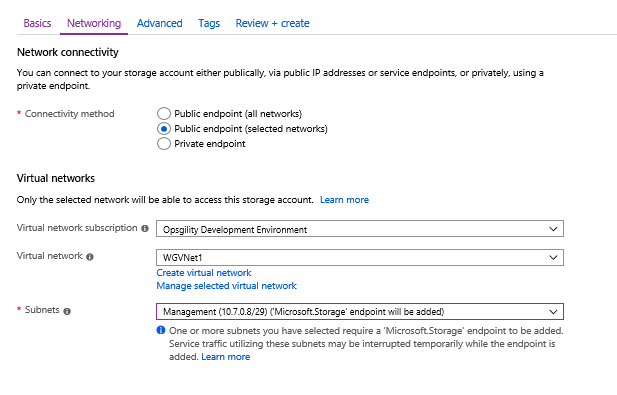 Basics Networking Advanced Tags Review + create
Network connectivity
You can connect to your storage account either publically, via public IP addresses or service endpoints, or privately, using a
private endpoint.
* Connectivity method
Public endpoint (all networks)
Public endpoint (selected networks)
Private endpoint
Virtual networks
Only the selected network will be able to access this storage account. Learn more
Virtual network subscription Opsgility Development Environment
Virtual network WGVNet1
Create virtual network
Manage selected virtual network
* Subnets Management (10.7.0.8/29) ('Microsoft.Storage' endpoint will be added)
One or more subnets you have selected require a 'Microsoft.Storage' endpoint to be added.
Service traffic utilizing these subnets may be interrupted temporarily while the endpoint is
added. Learn more